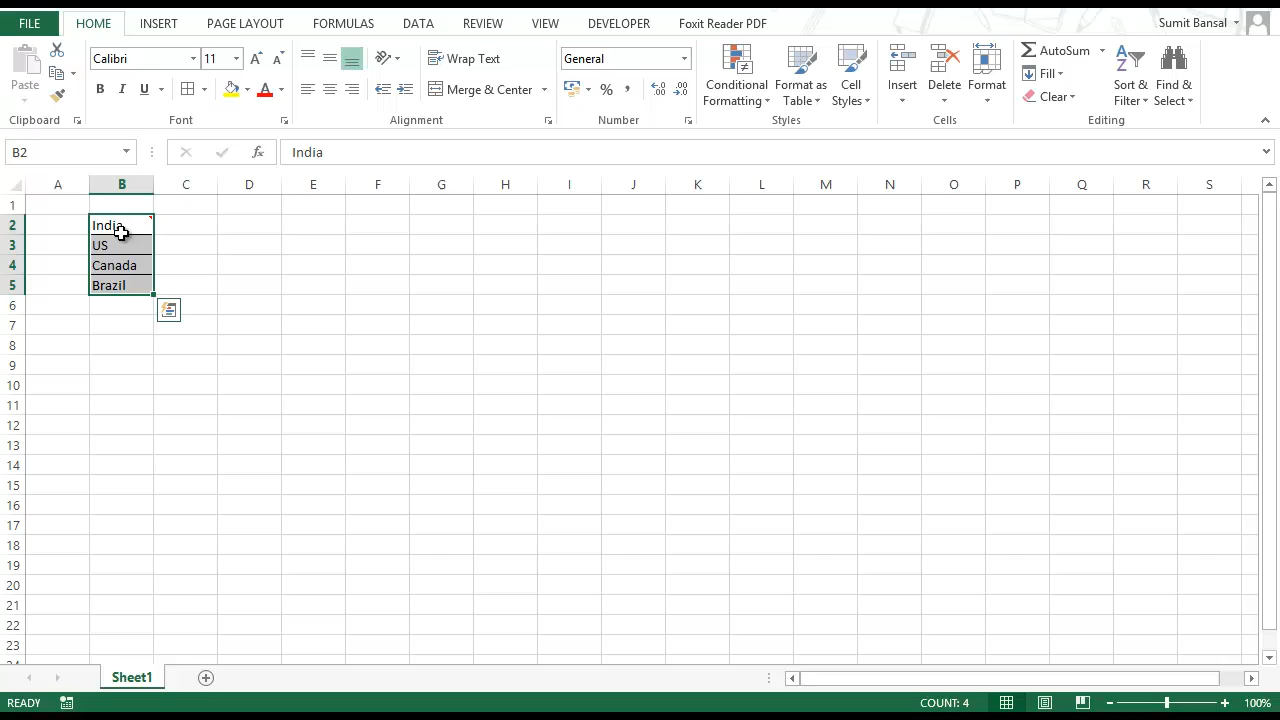 FILE HOME INSERT PAGE LAYOUT FORMULAS DATA REVIEW VIEW DEVELOPER Foxit Reader PDF Sumit Bansal
Calibri 11 Wrap Text General AutoSum
Paste B I U Merge & Center % , Conditional Formatting Format as Table Cell Styles Insert Delete Format Fill Clear Sort & Filter Find & Select
Clipboard Font Alignment Number Styles Cells Editing
B2 fx India
A B C D E F G H I J K L M N O P Q R S
1
2 India
3 US
4 Canada
5 Brazil
6
7
8
9
10
11
12
13
14
15
16
17
18
19
20
21
22
23
24
Sheet1
READY COUNT: 4 100%